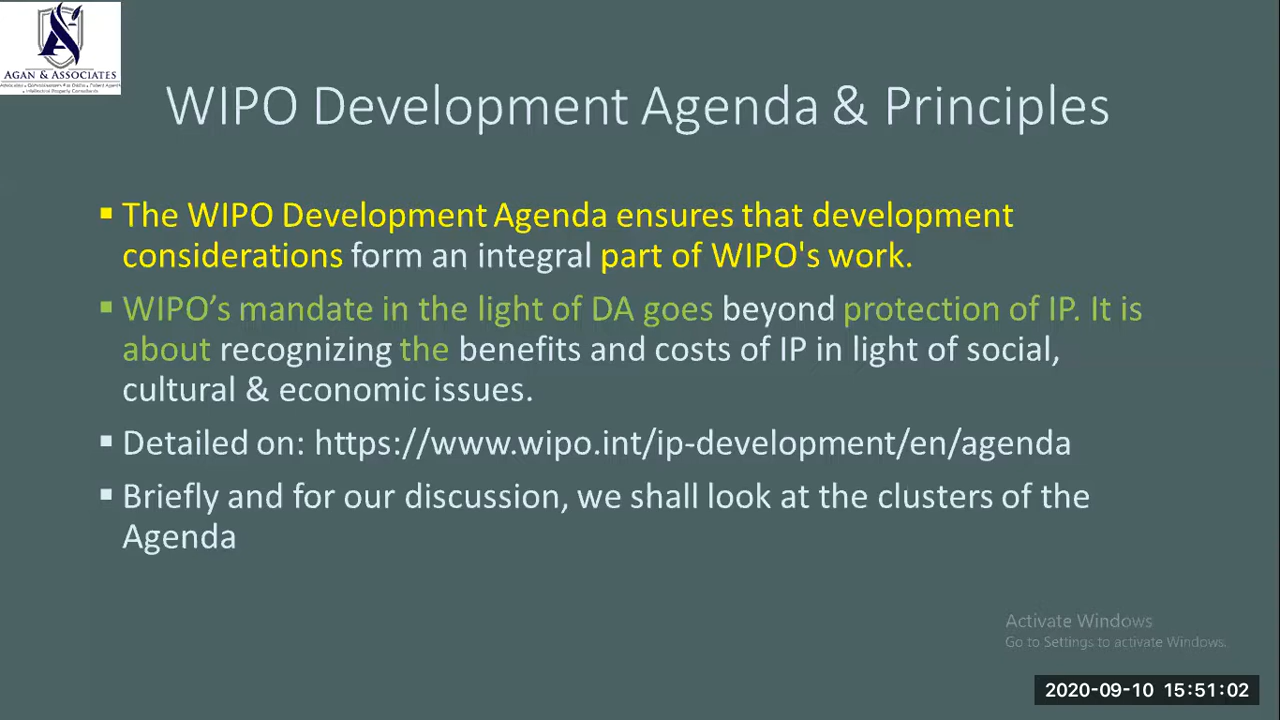 AGAN & ASSOCIATES
WIPO Development Agenda & Principles
The WIPO Development Agenda ensures that development
considerations form an integral part of WIPO's work.
WIPO’s mandate in the light of DA goes beyond protection of IP. It is
about recognizing the benefits and costs of IP in light of social,
cultural & economic issues.
Detailed on: https://www.wipo.int/ip-development/en/agenda
Briefly and for our discussion, we shall look at the clusters of the
Agenda
Activate Windows
Go to Settings to activate Windows.
2020-09-10 15:51:02